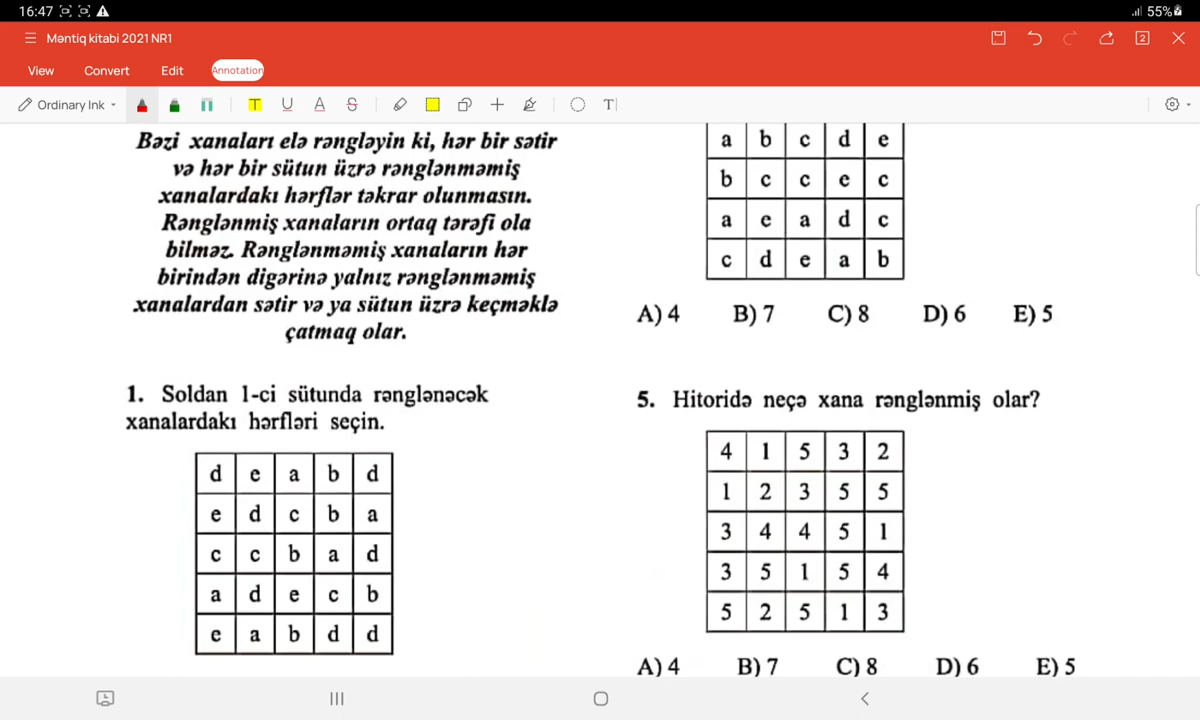 16:47
55%
Məntiq kitabi 2021 NR1
2
View Convert Edit Annotation
Ordinary Ink T U A S T
Bəzi xanaları elə rəngləyin ki, hər bir sətir
və hər bir sütun üzrə rənglənməmiş
xanalardakı hərflər təkrar olunmasın.
Rənglənmiş xanaların ortaq tərəfi ola
bilməz. Rənglənməmiş xanaların hər
birindən digərinə yalnız rənglənməmiş
xanalardan sətir və ya sütun üzrə keçməklə
çatmaq olar.
1. Soldan 1-ci sütunda rənglənəcək
xanalardakı hərfləri seçin.
d e a b d
e d c b a
c c b a d
a d e c b
e a b d d
a b c d e
b c c e c
a e a d c
c d e a b
A) 4 B) 7 C) 8 D) 6 E) 5
5. Hitoridə neçə xana rənglənmiş olar?
4 1 5 3 2
1 2 3 5 5
3 4 4 5 1
3 5 1 5 4
5 2 5 1 3
A) 4 B) 7 C) 8 D) 6 E) 5